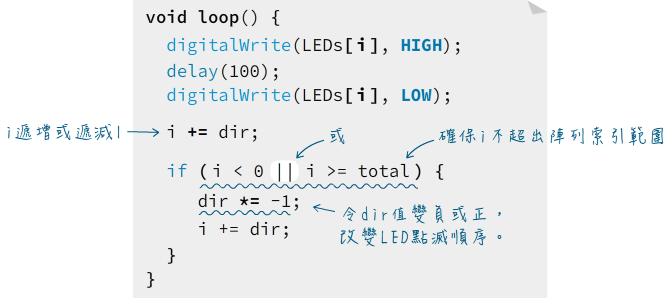 void loop() {
digitalWrite(LEDs[i], HIGH);
delay(100);
digitalWrite(LEDs[i], LOW);
i遞增或遞減1
i += dir;
或
確保i不超出陣列索引範圍
if (i < 0 || i >= total) {
dir *= -1;
令dir值變負或正，
i += dir;
改變LED點滅順序。
}
}